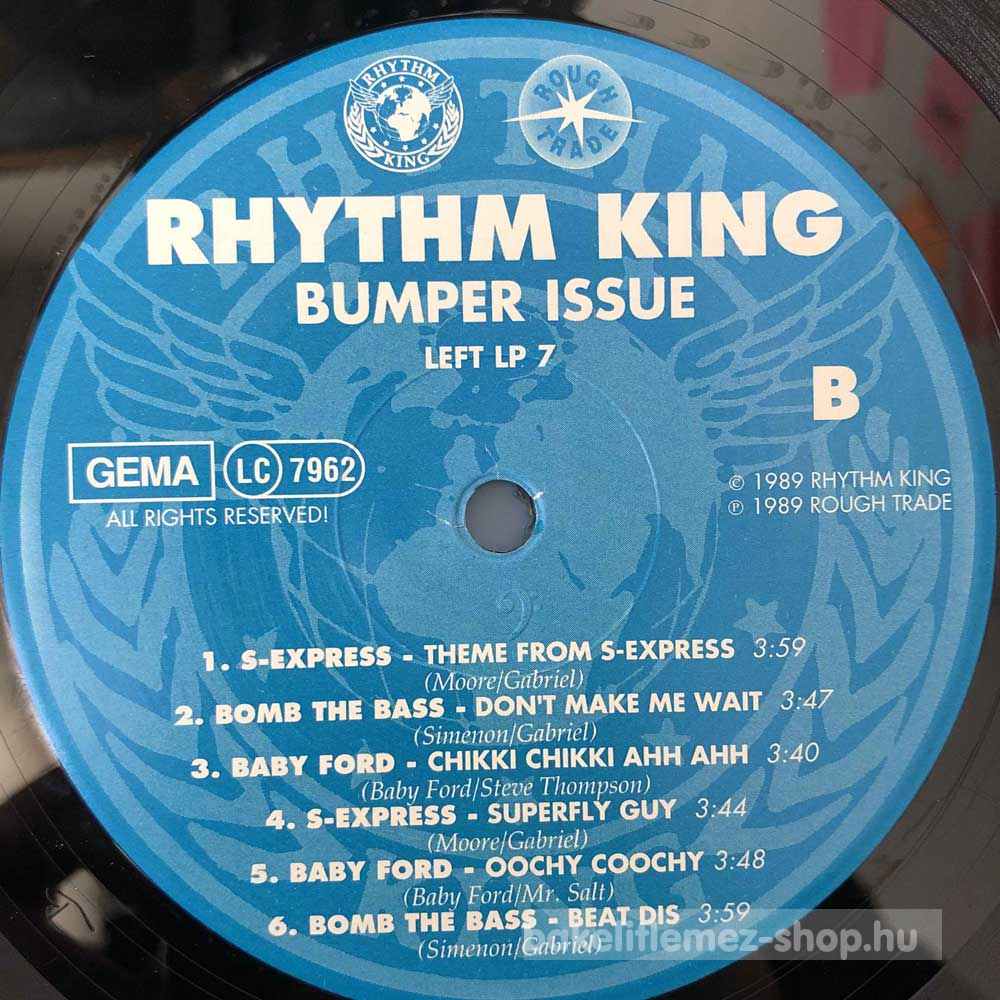 RHYTHM
KING
ROUGH
TRADE
RHYTHM KING
BUMPER ISSUE
LEFT LP 7
B
GEMA LC 7962
ALL RIGHTS RESERVED!
© 1989 RHYTHM KING
℗ 1989 ROUGH TRADE
1. S-EXPRESS - THEME FROM S-EXPRESS 3:59
(Moore/Gabriel)
2. BOMB THE BASS - DON'T MAKE ME WAIT 3:47
(Simenon/Gabriel)
3. BABY FORD - CHIKKI CHIKKI AHH AHH 3:40
(Baby Ford/Steve Thompson)
4. S-EXPRESS - SUPERFLY GUY 3:44
(Moore/Gabriel)
5. BABY FORD - OOCHY COOCHY 3:48
(Baby Ford/Mr. Salt)
6. BOMB THE BASS - BEAT DIS 3:59
(Simenon/Gabriel)
bakeliflemez-shop.hu